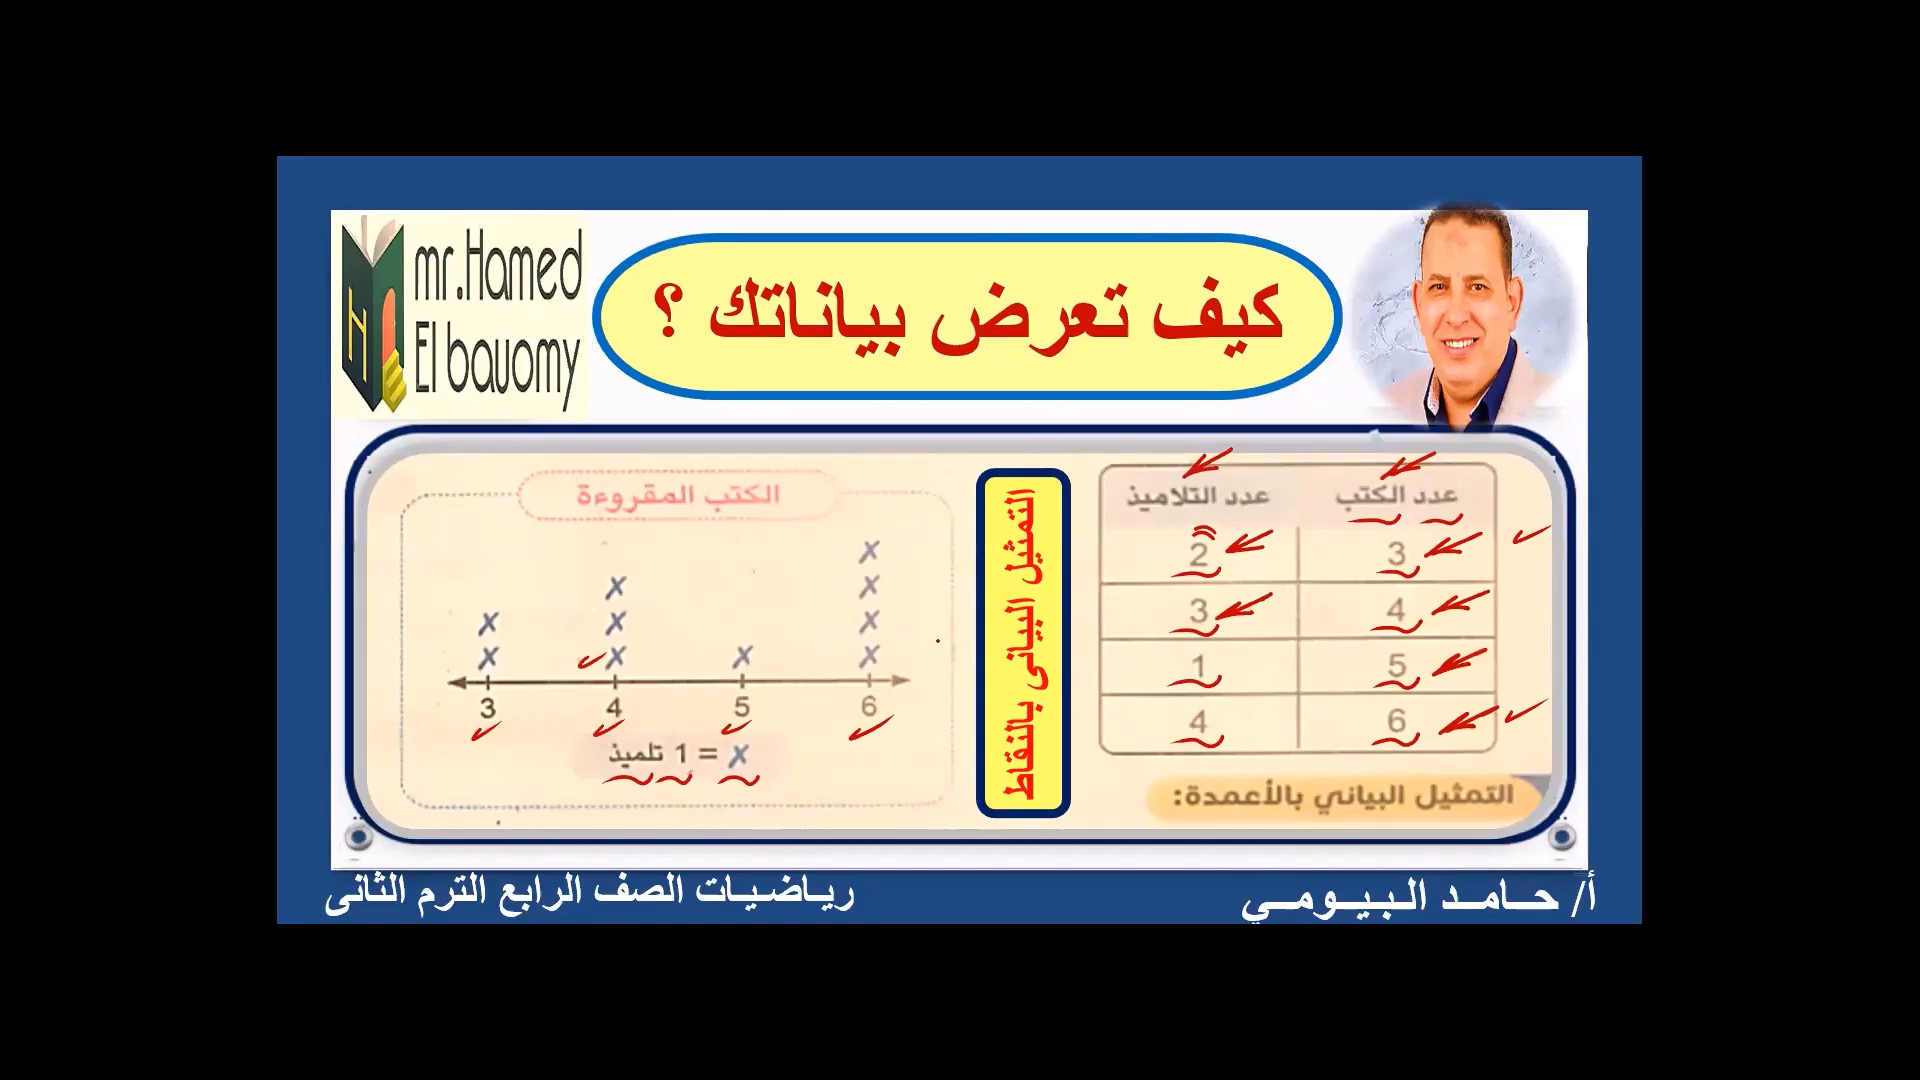 mr.Hamed
El bauomy
كيف تعرض بياناتك ؟
عدد الكتب عدد التلاميذ
3 2
4 3
5 1
6 4
التمثيل البياني بالأعمدة:
التمثيل البيانى بالنقاط
الكتب المقروءة
3 4 5 6
✗ = 1 تلميذ
أ/ حـامـد الـبـيـومـي
رياضيات الصف الرابع الترم الثانى